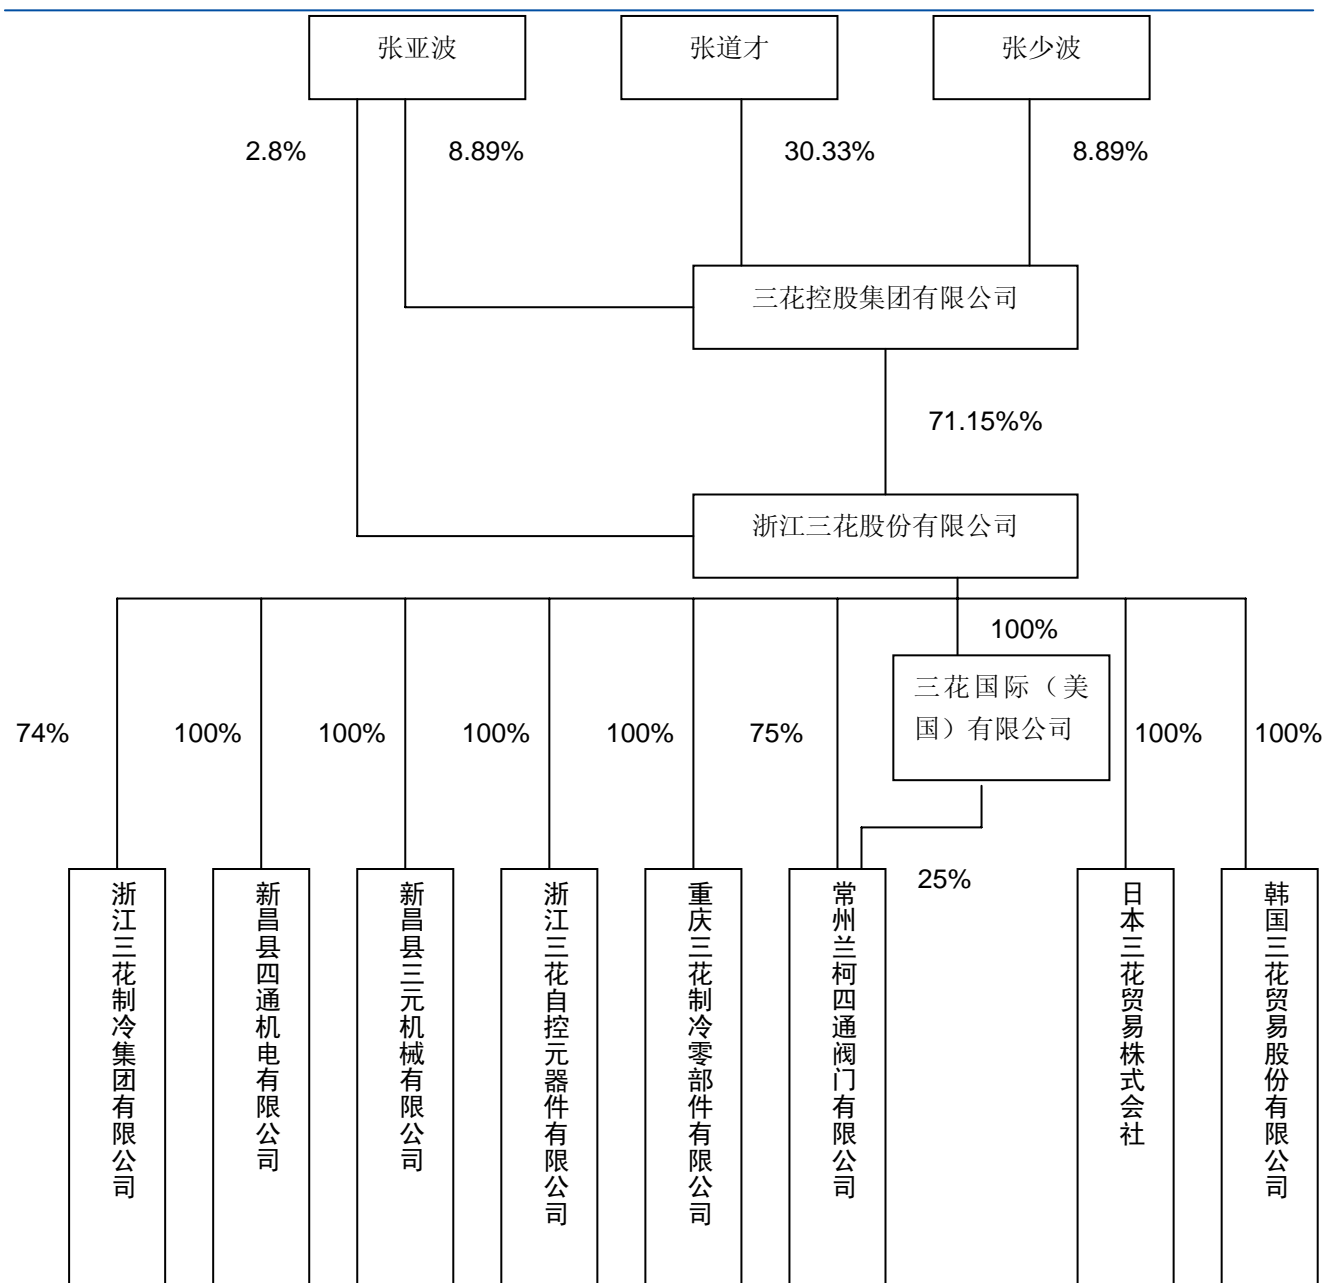 张亚波
张道才
张少波
2.8%
8.89%
30.33%
8.89%
三花控股集团有限公司
71.15%%
浙江三花股份有限公司
100%
三花国际（美
国）有限公司
74%
100%
100%
100%
100%
75%
100%
100%
25%
浙江三花制冷集团有限公司
新昌县四通机电有限公司
新昌县三元机械有限公司
浙江三花自控元器件有限公司
重庆三花制冷零部件有限公司
常州兰柯四通阀门有限公司
日本三花贸易株式会社
韩国三花贸易股份有限公司